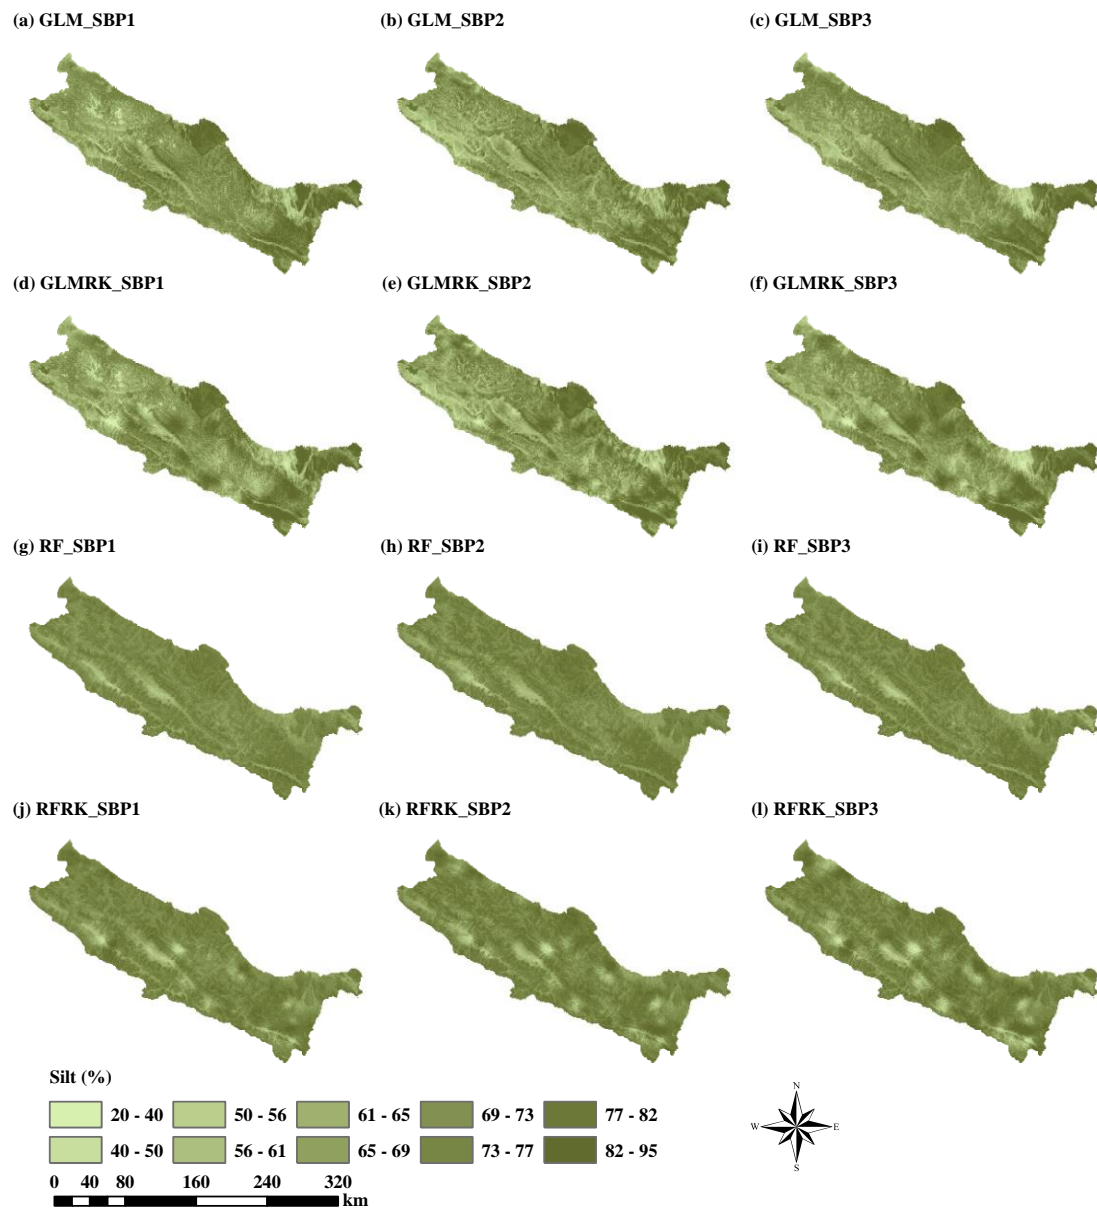 (a) GLM_SBP1
(b) GLM_SBP2
(c) GLM_SBP3
(d) GLMRK_SBP1
(e) GLMRK_SBP2
(f) GLMRK_SBP3
(g) RF_SBP1
(h) RF_SBP2
(i) RF_SBP3
(j) RFRK_SBP1
(k) RFRK_SBP2
(l) RFRK_SBP3
Silt (%)
20 - 40
50 - 56
61 - 65
69 - 73
77 - 82
40 - 50
56 - 61
65 - 69
73 - 77
82 - 95
0 40 80 160 240 320
km
N
W E
S